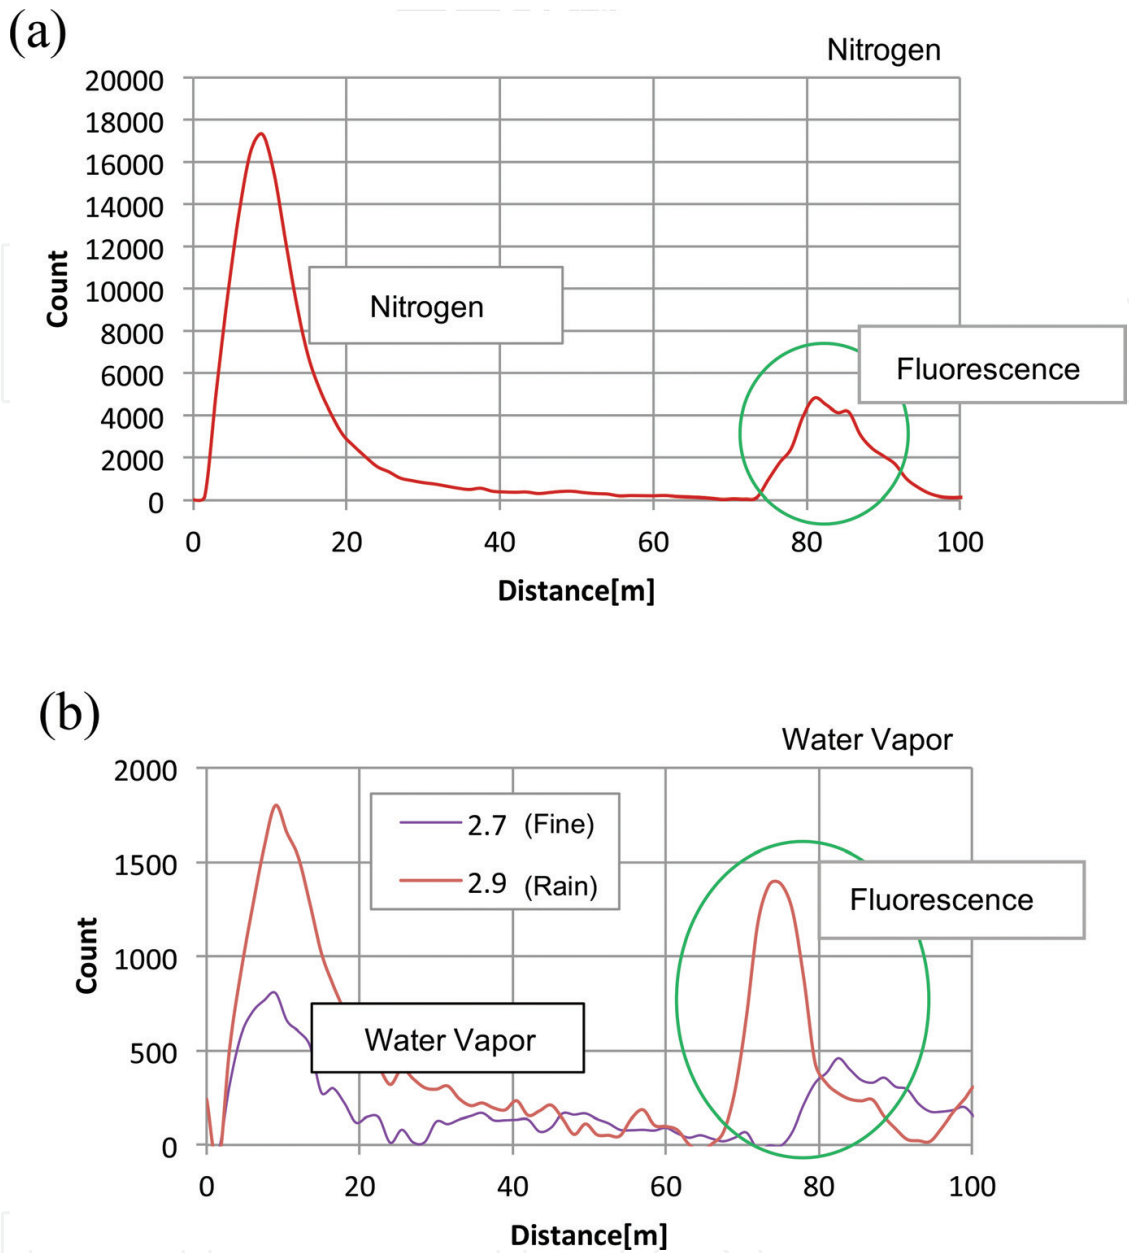 (a)
Nitrogen
20000
18000
16000
14000
12000
10000
8000
6000
4000
2000
0
Count
Nitrogen
Fluorescence
0 20 40 60 80 100
Distance[m]
(b)
Water Vapor
2000
1500
1000
500
0
Count
2.7 (Fine)
2.9 (Rain)
Fluorescence
Water Vapor
0 20 40 60 80 100
Distance[m]